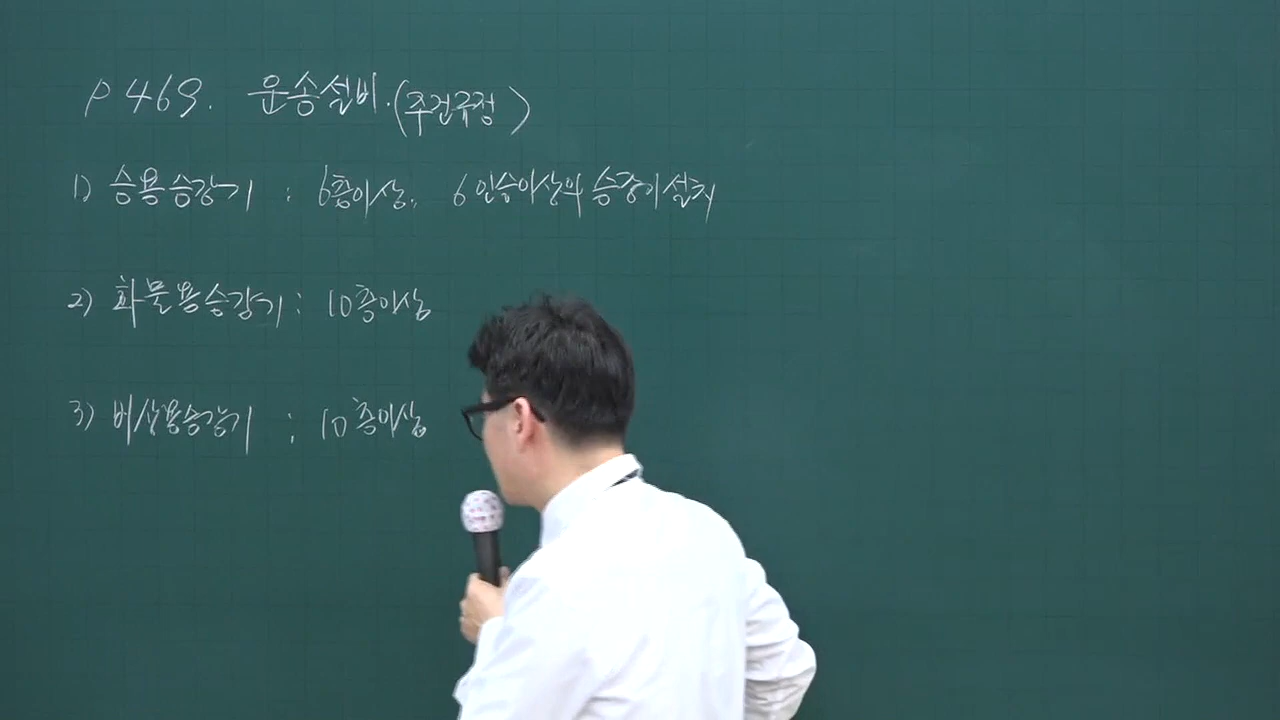 P 469. 운송설비. (주건규정)
1) 승용승강기 : 6층이상, 6인승이상의 승강기설치
2) 화물용승강기 : 10층이상
3) 비상용승강기 : 10층이상